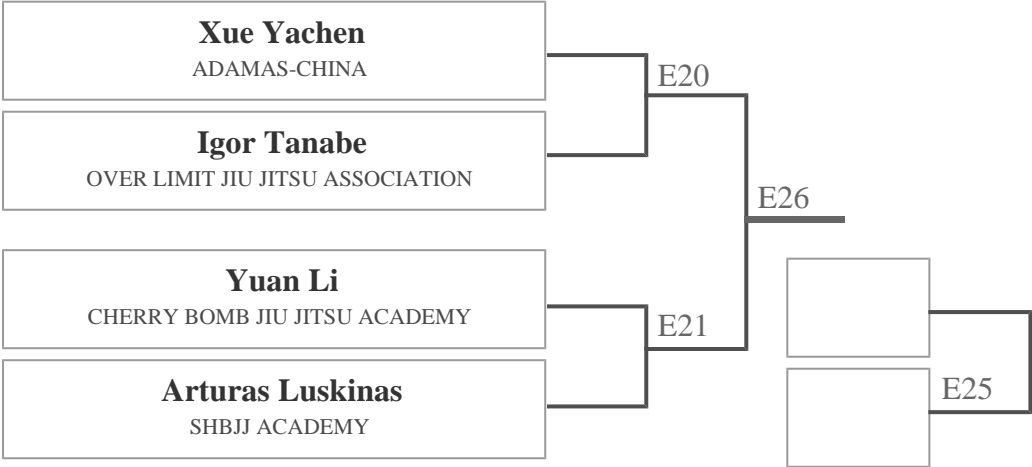 Xue Yachen
ADAMAS-CHINA
E20
Igor Tanabe
OVER LIMIT JIU JITSU ASSOCIATION
E26
Yuan Li
CHERRY BOMB JIU JITSU ACADEMY
E21
Arturas Luskinas
SHBJJ ACADEMY
E25